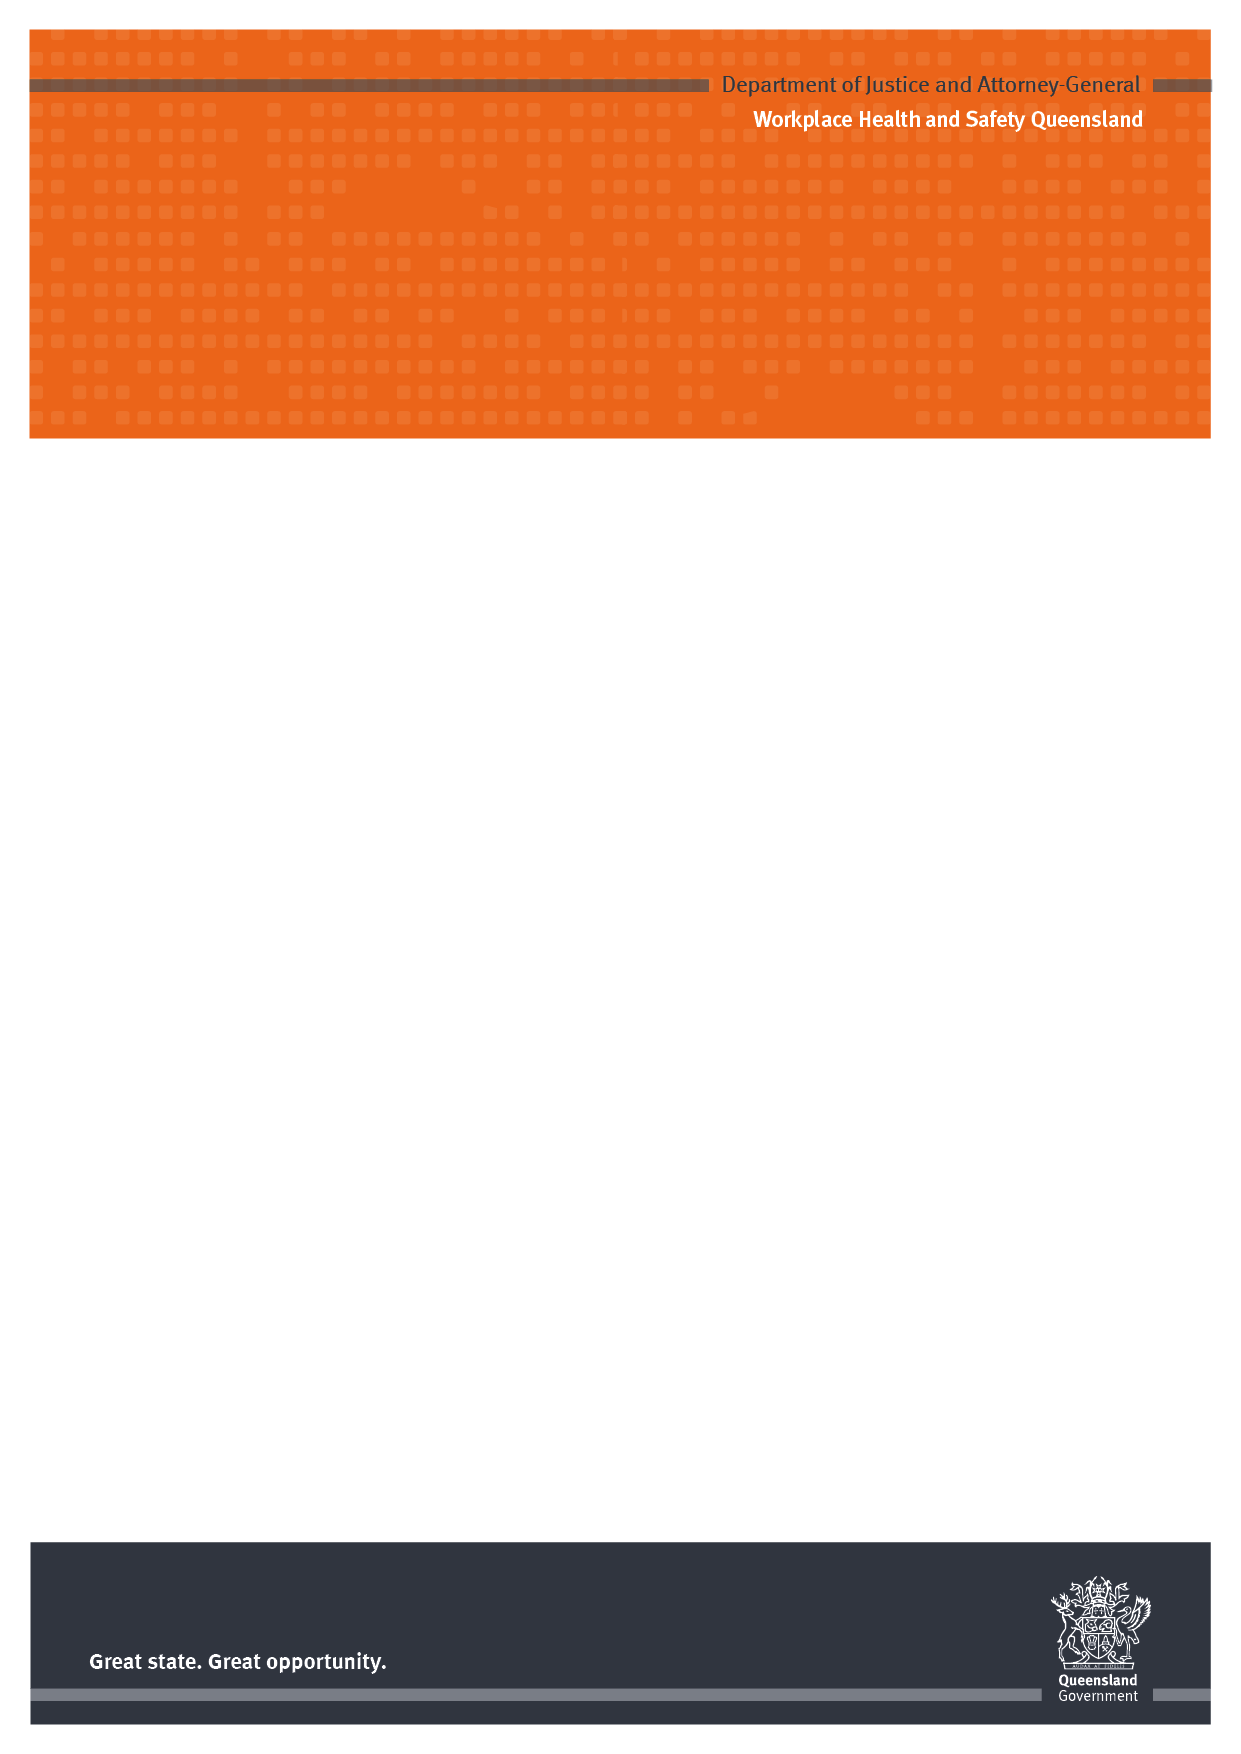 Department of Justice and Attorney-General
Workplace Health and Safety Queensland
Great state. Great opportunity.
Queensland
Government